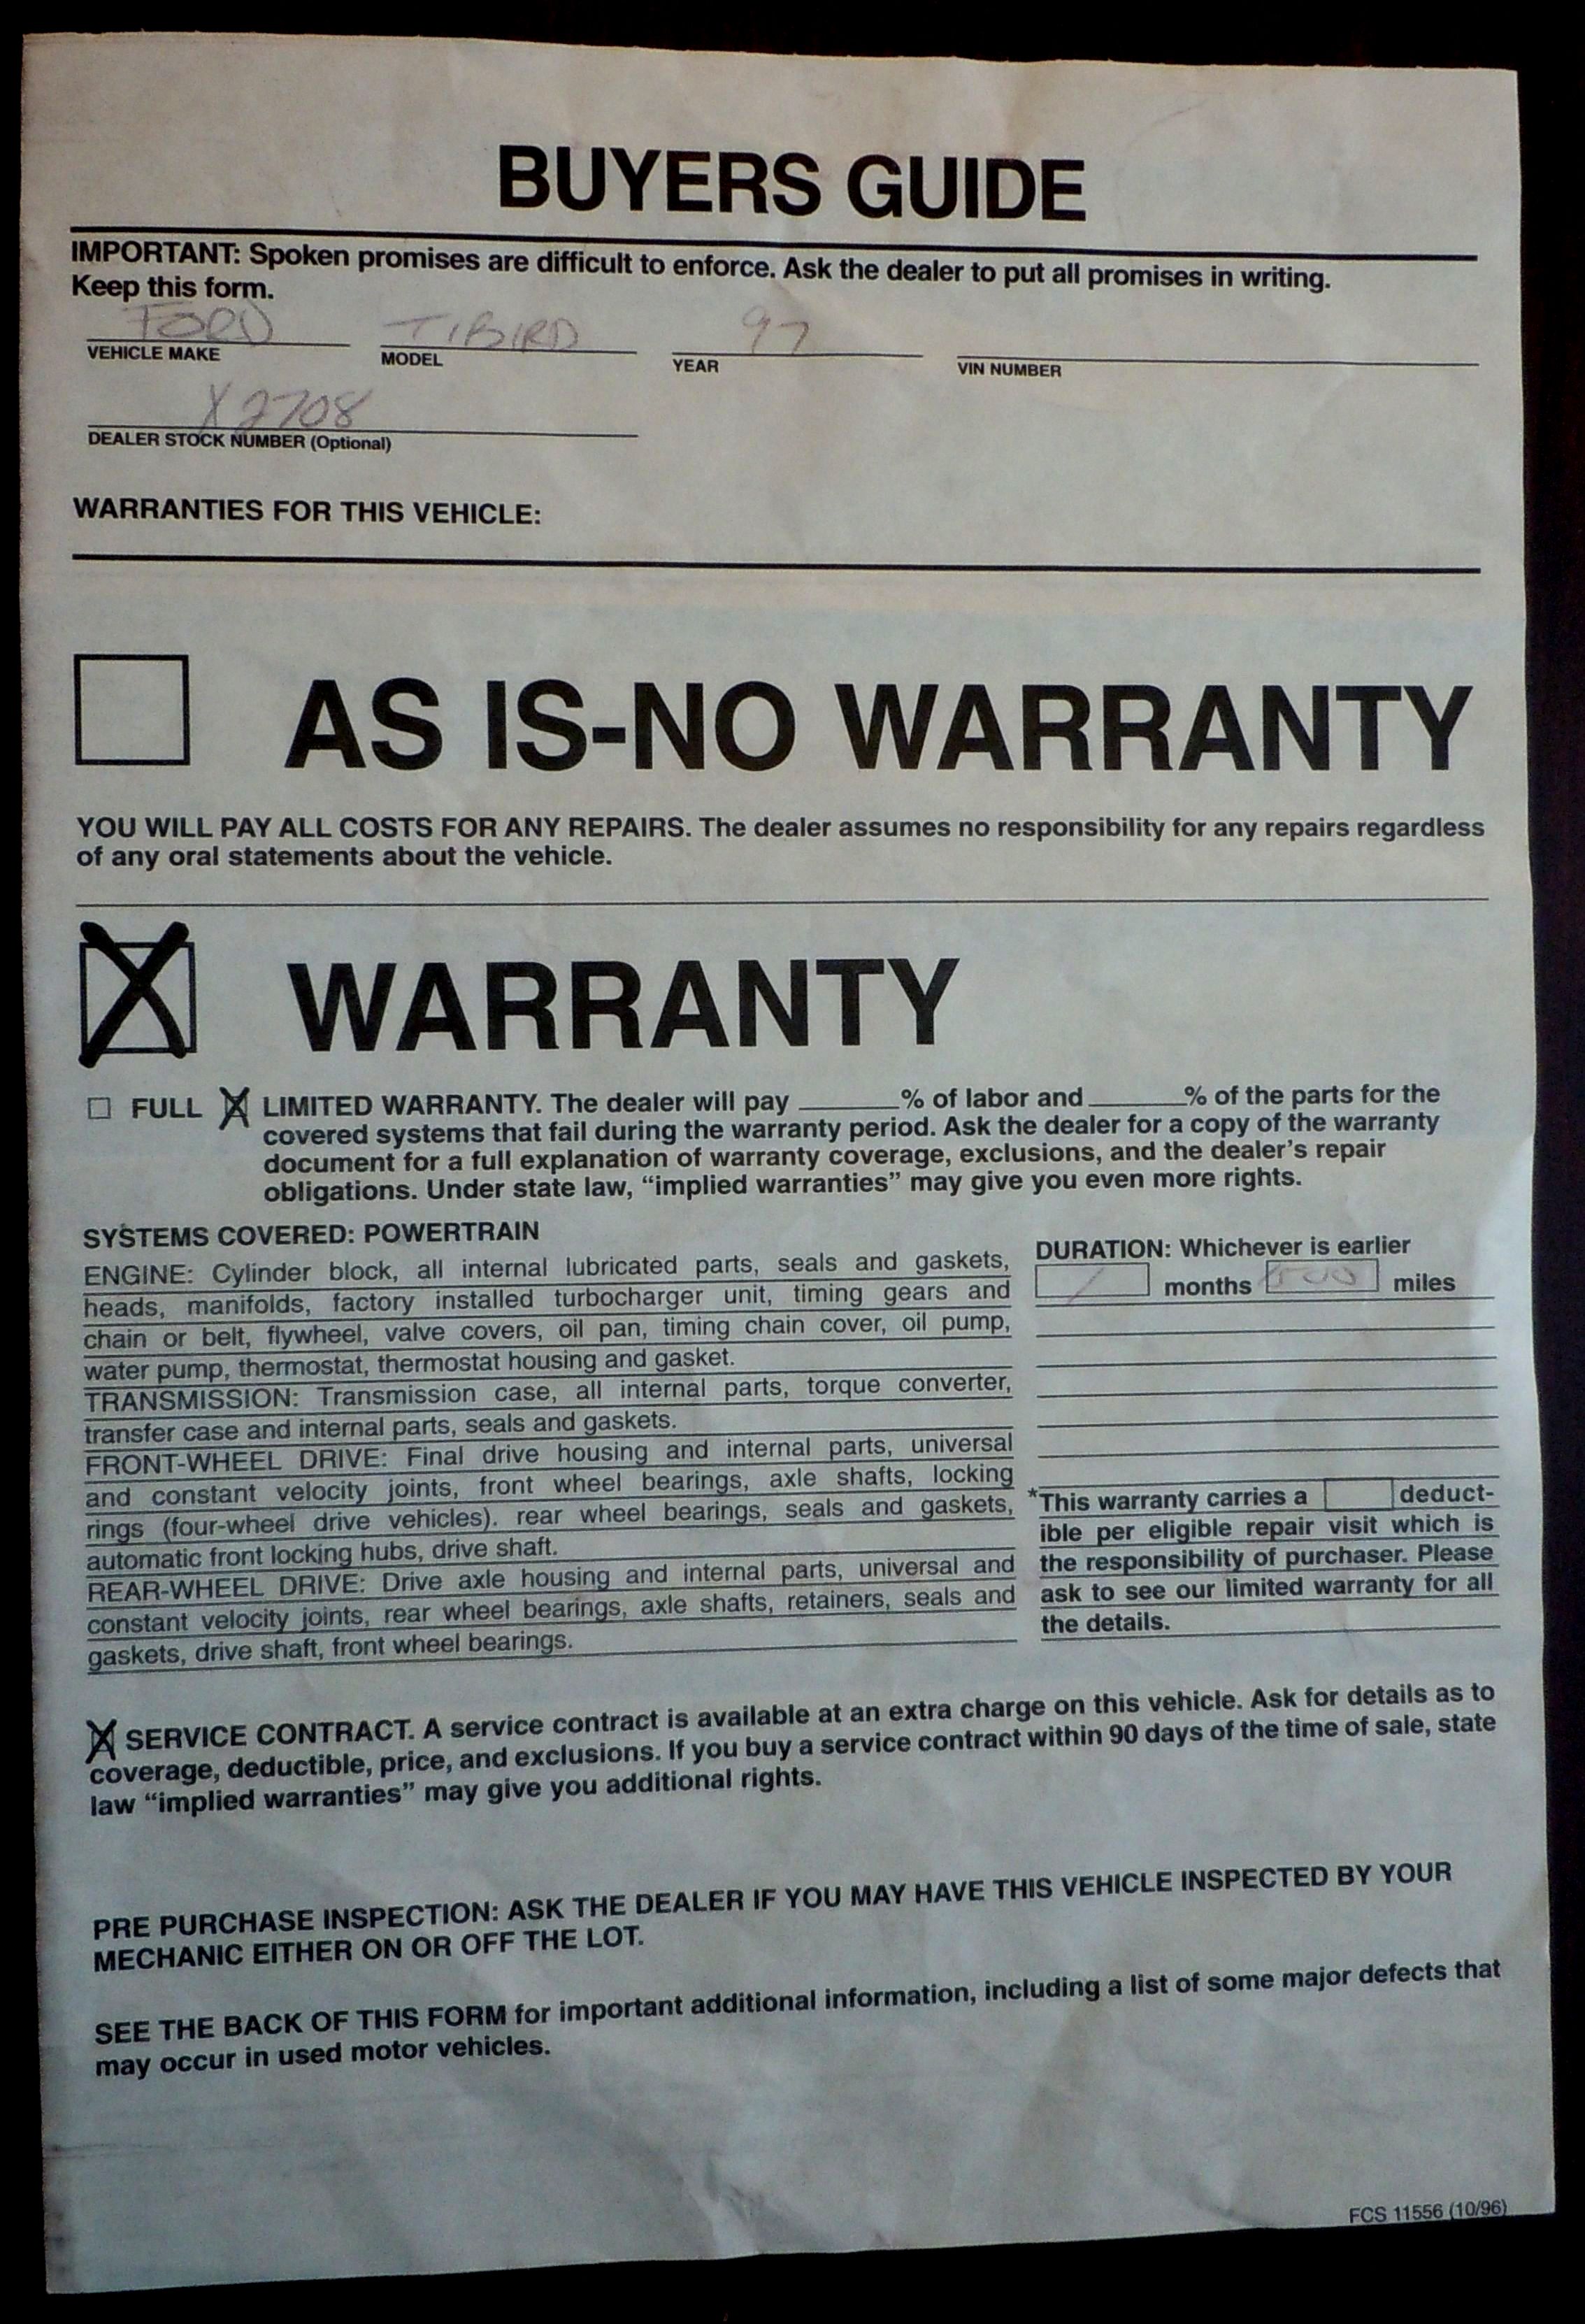 BUYERS GUIDE
IMPORTANT: Spoken promises are difficult to enforce. Ask the dealer to put all promises in writing.
Keep this form.
FORD T-BIRD 97
VEHICLE MAKE MODEL YEAR VIN NUMBER
X2708
DEALER STOCK NUMBER (Optional)
WARRANTIES FOR THIS VEHICLE:
AS IS-NO WARRANTY
YOU WILL PAY ALL COSTS FOR ANY REPAIRS. The dealer assumes no responsibility for any repairs regardless
of any oral statements about the vehicle.
X WARRANTY
FULL X LIMITED WARRANTY. The dealer will pay ______% of labor and ______% of the parts for the
covered systems that fail during the warranty period. Ask the dealer for a copy of the warranty
document for a full explanation of warranty coverage, exclusions, and the dealer's repair
obligations. Under state law, “implied warranties” may give you even more rights.
SYSTEMS COVERED: POWERTRAIN
ENGINE: Cylinder block, all internal lubricated parts, seals and gaskets,
heads, manifolds, factory installed turbocharger unit, timing gears and
chain or belt, flywheel, valve covers, oil pan, timing chain cover, oil pump,
water pump, thermostat, thermostat housing and gasket.
TRANSMISSION: Transmission case, all internal parts, torque converter,
transfer case and internal parts, seals and gaskets.
FRONT-WHEEL DRIVE: Final drive housing and internal parts, universal
and constant velocity joints, front wheel bearings, axle shafts, locking
rings (four-wheel drive vehicles). rear wheel bearings, seals and gaskets,
automatic front locking hubs, drive shaft.
REAR-WHEEL DRIVE: Drive axle housing and internal parts, universal and
constant velocity joints, rear wheel bearings, axle shafts, retainers, seals and
gaskets, drive shaft, front wheel bearings.
DURATION: Whichever is earlier
1 months miles
*This warranty carries a deduct-
ible per eligible repair visit which is
the responsibility of purchaser. Please
ask to see our limited warranty for all
the details.
X SERVICE CONTRACT. A service contract is available at an extra charge on this vehicle. Ask for details as to
coverage, deductible, price, and exclusions. If you buy a service contract within 90 days of the time of sale, state
law “implied warranties” may give you additional rights.
PRE PURCHASE INSPECTION: ASK THE DEALER IF YOU MAY HAVE THIS VEHICLE INSPECTED BY YOUR
MECHANIC EITHER ON OR OFF THE LOT.
SEE THE BACK OF THIS FORM for important additional information, including a list of some major defects that
may occur in used motor vehicles.
FCS 11556 (10/96)